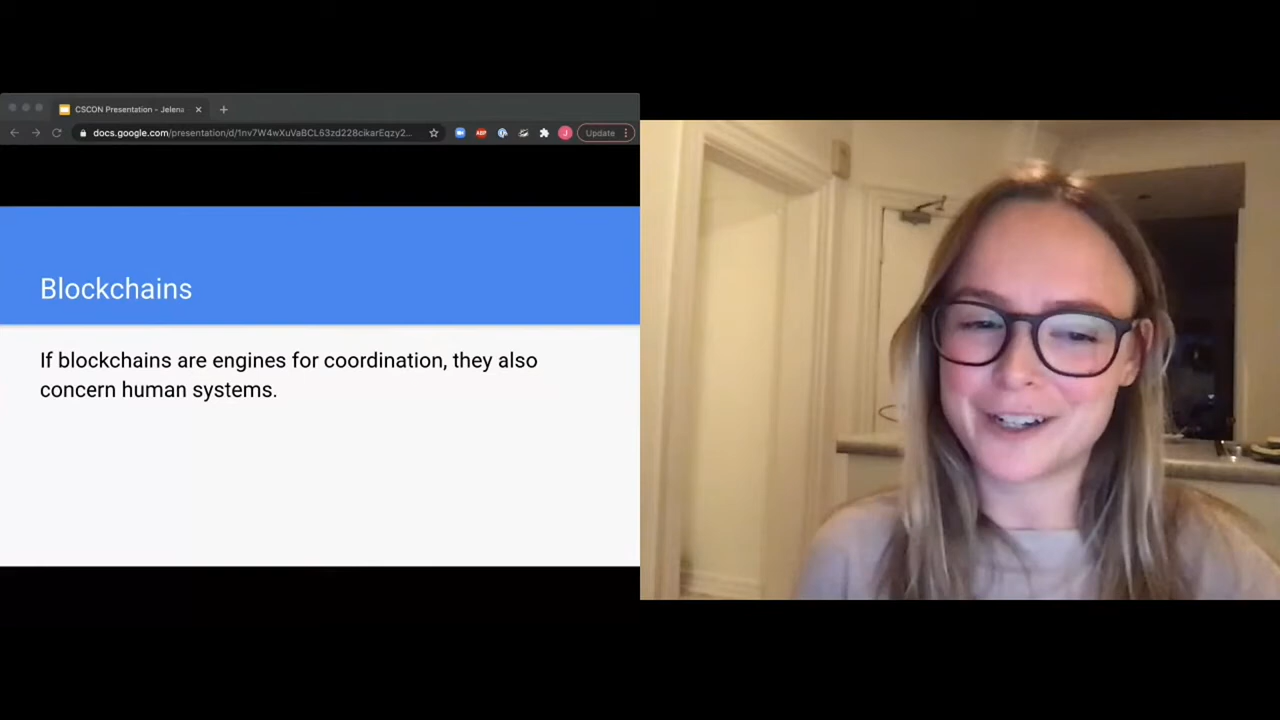 CSCON Presentation - Jelena
docs.google.com/presentation/d/1nv7W4wXuVaBCL63zd228cikarEqzy2...
ABP
J
Update
Blockchains
If blockchains are engines for coordination, they also
concern human systems.